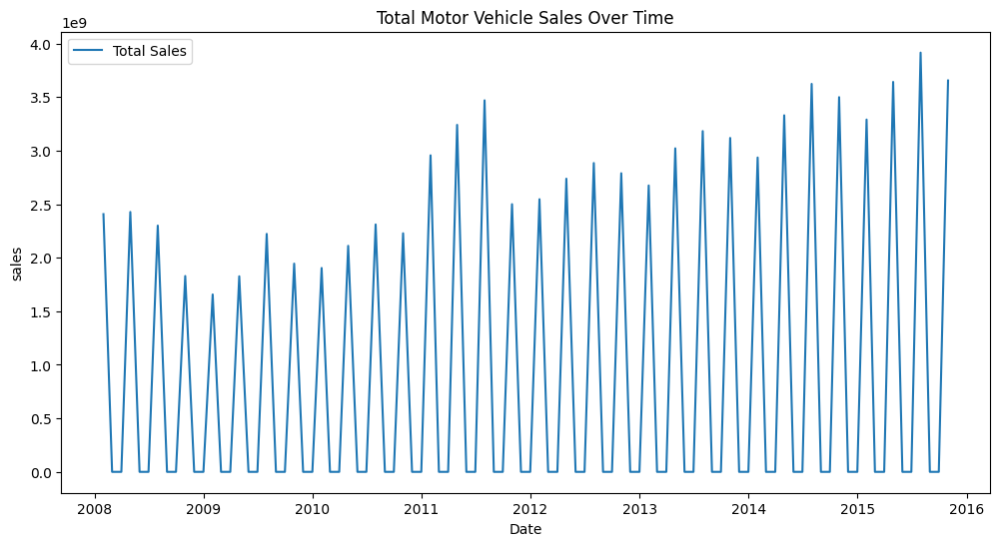 Total Motor Vehicle Sales Over Time
1e9
Total Sales
4.0
3.5
3.0
2.5
2.0
1.5
1.0
0.5
0.0
sales
2008 2009 2010 2011 2012 2013 2014 2015 2016
Date